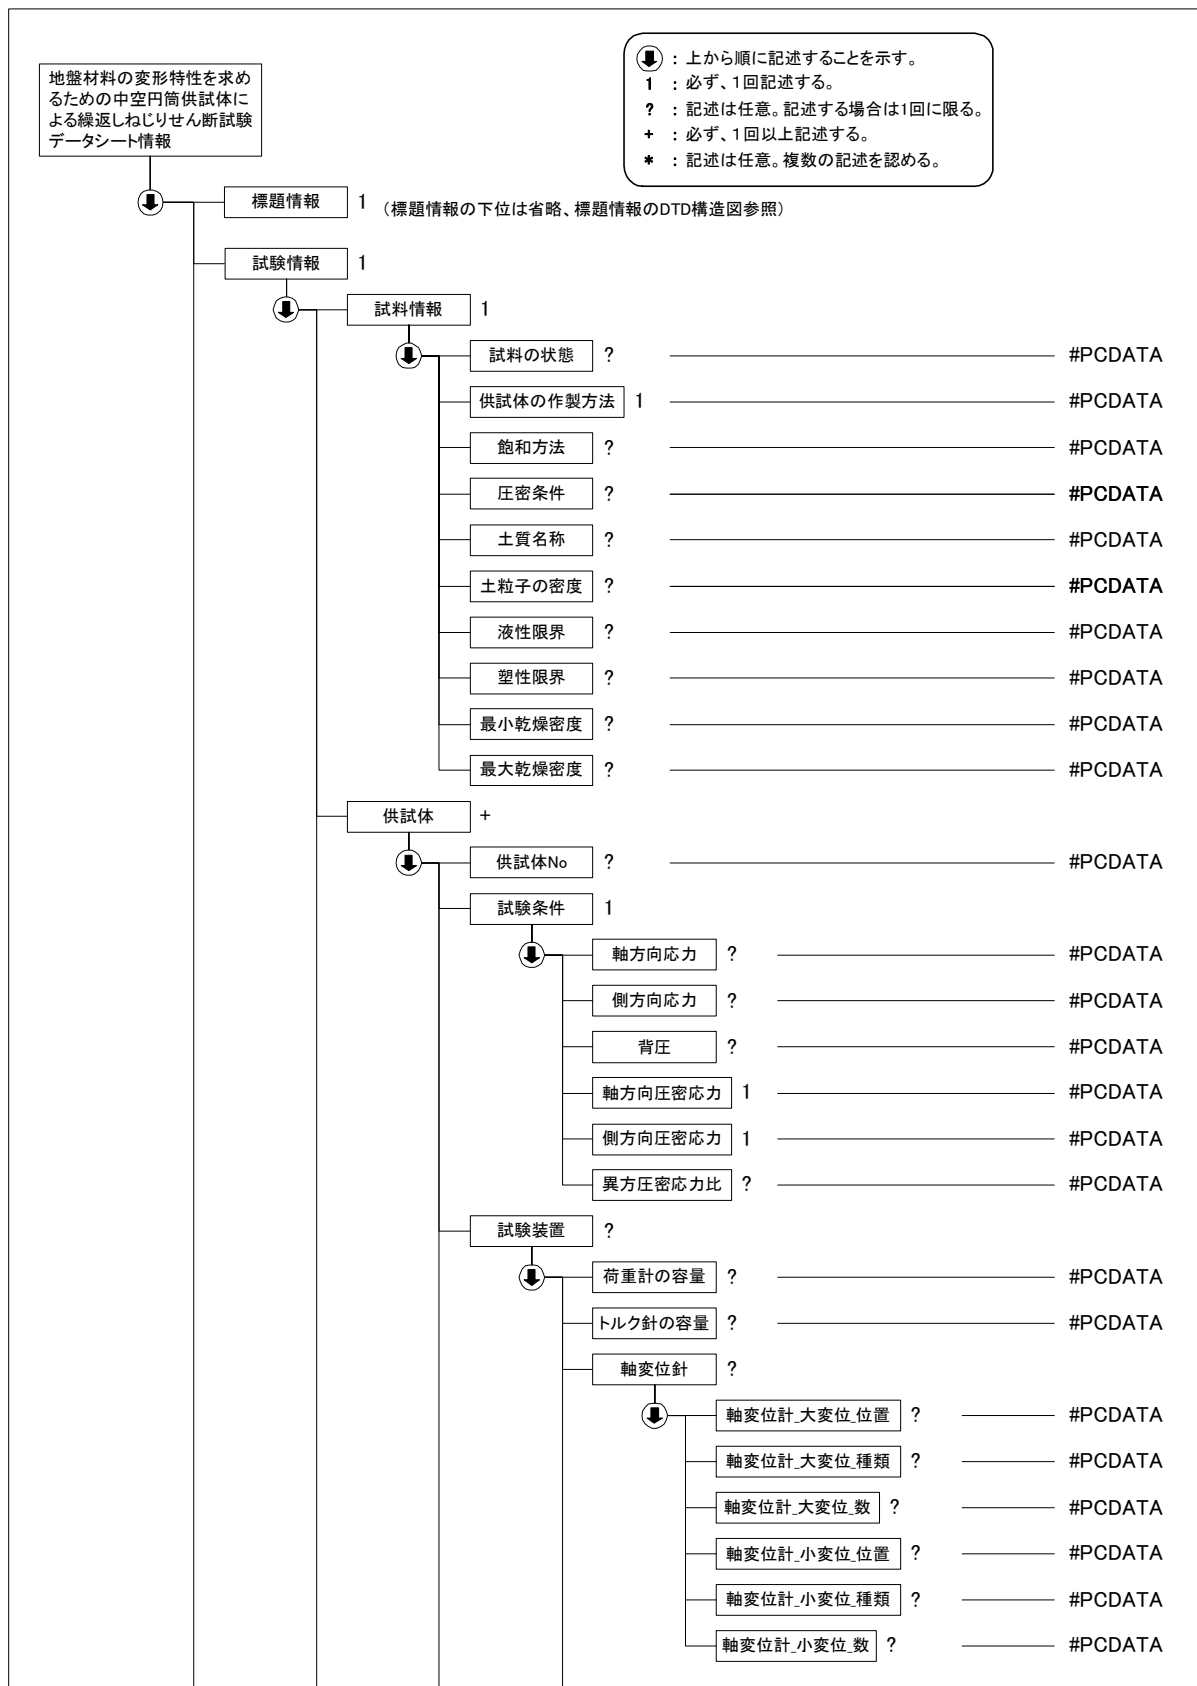 地盤材料の変形特性を求め
るための中空円筒供試体に
よる繰返しねじりせん断試験
データシート情報
：上から順に記述することを示す。
1 ：必ず、1回記述する。
? ：記述は任意。記述する場合は1回に限る。
+ ：必ず、1回以上記述する。
* ：記述は任意。複数の記述を認める。
標題情報 1 （標題情報の下位は省略、標題情報のDTD構造図参照）
試験情報 1
試料情報 1
試料の状態 ? #PCDATA
供試体の作製方法 1 #PCDATA
飽和方法 ? #PCDATA
圧密条件 ? #PCDATA
土質名称 ? #PCDATA
土粒子の密度 ? #PCDATA
液性限界 ? #PCDATA
塑性限界 ? #PCDATA
最小乾燥密度 ? #PCDATA
最大乾燥密度 ? #PCDATA
供試体 +
供試体No ? #PCDATA
試験条件 1
軸方向応力 ? #PCDATA
側方向応力 ? #PCDATA
背圧 ? #PCDATA
軸方向圧密応力 1 #PCDATA
側方向圧密応力 1 #PCDATA
異方圧密応力比 ? #PCDATA
試験装置 ?
荷重計の容量 ? #PCDATA
トルク針の容量 ? #PCDATA
軸変位針 ?
軸変位計_大変位_位置 ? #PCDATA
軸変位計_大変位_種類 ? #PCDATA
軸変位計_大変位_数 ? #PCDATA
軸変位計_小変位_位置 ? #PCDATA
軸変位計_小変位_種類 ? #PCDATA
軸変位計_小変位_数 ? #PCDATA